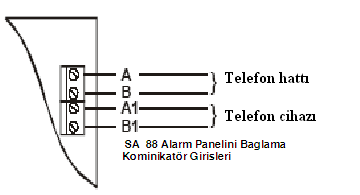 A
B
Telefon hattı
A1
B1
Telefon cihazı
SA 88 Alarm Panelini Baglama
Kominikatör Girisleri